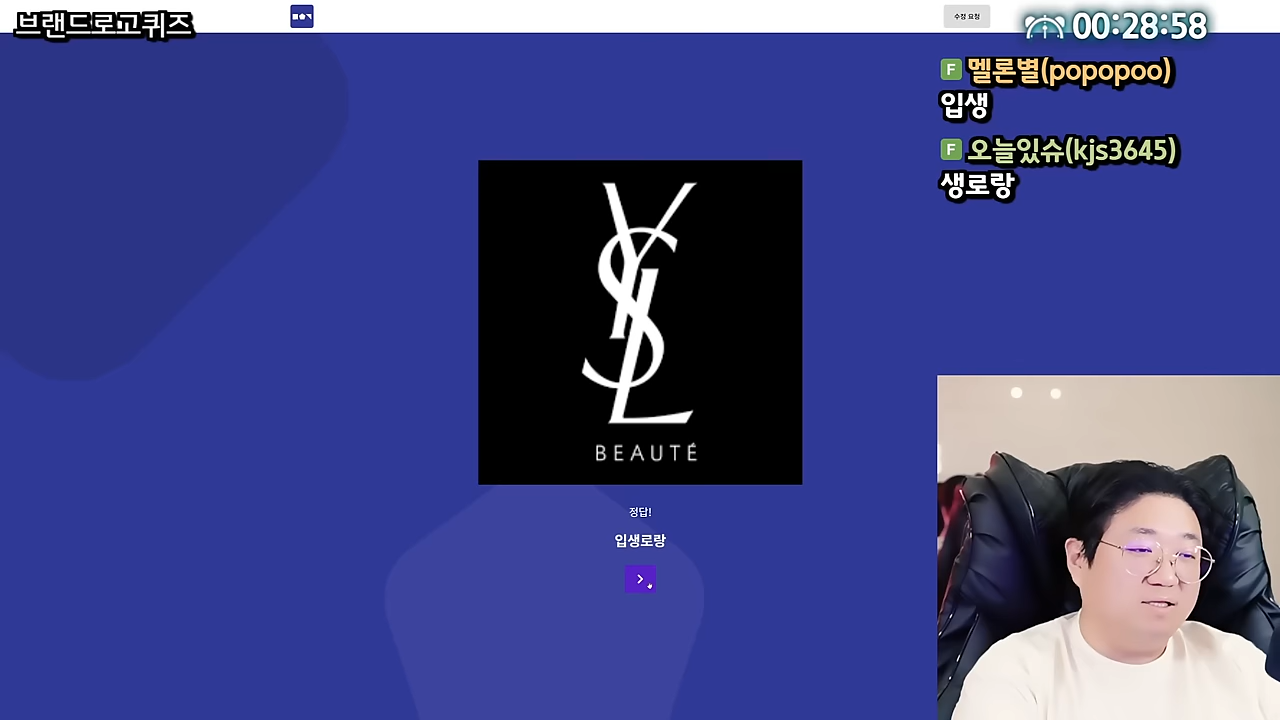 브랜드로고퀴즈
수정 요청
00:28:58
F 멜론별(popopoo)
입생
F 오늘있슈(kjs3645)
생로랑
YSL
BEAUTÉ
정답!
입생로랑